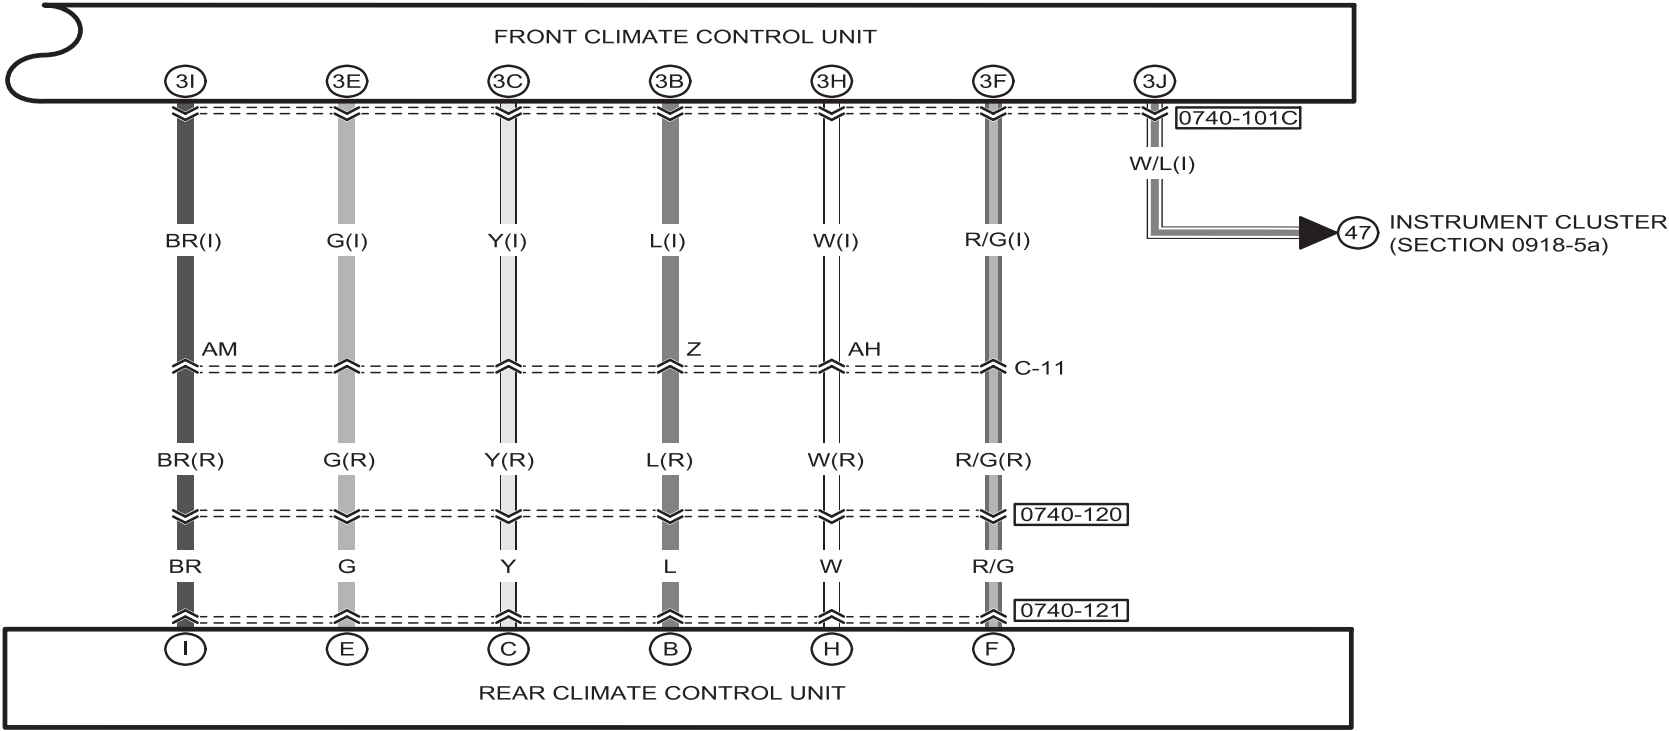 FRONT CLIMATE CONTROL UNIT
3I 3E 3C 3B 3H 3F 3J
0740-101C
W/L(I)
47 INSTRUMENT CLUSTER
(SECTION 0918-5a)
BR(I) G(I) Y(I) L(I) W(I) R/G(I)
AM Z AH
C-11
BR(R) G(R) Y(R) L(R) W(R) R/G(R)
0740-120
BR G Y L W R/G
0740-121
I E C B H F
REAR CLIMATE CONTROL UNIT